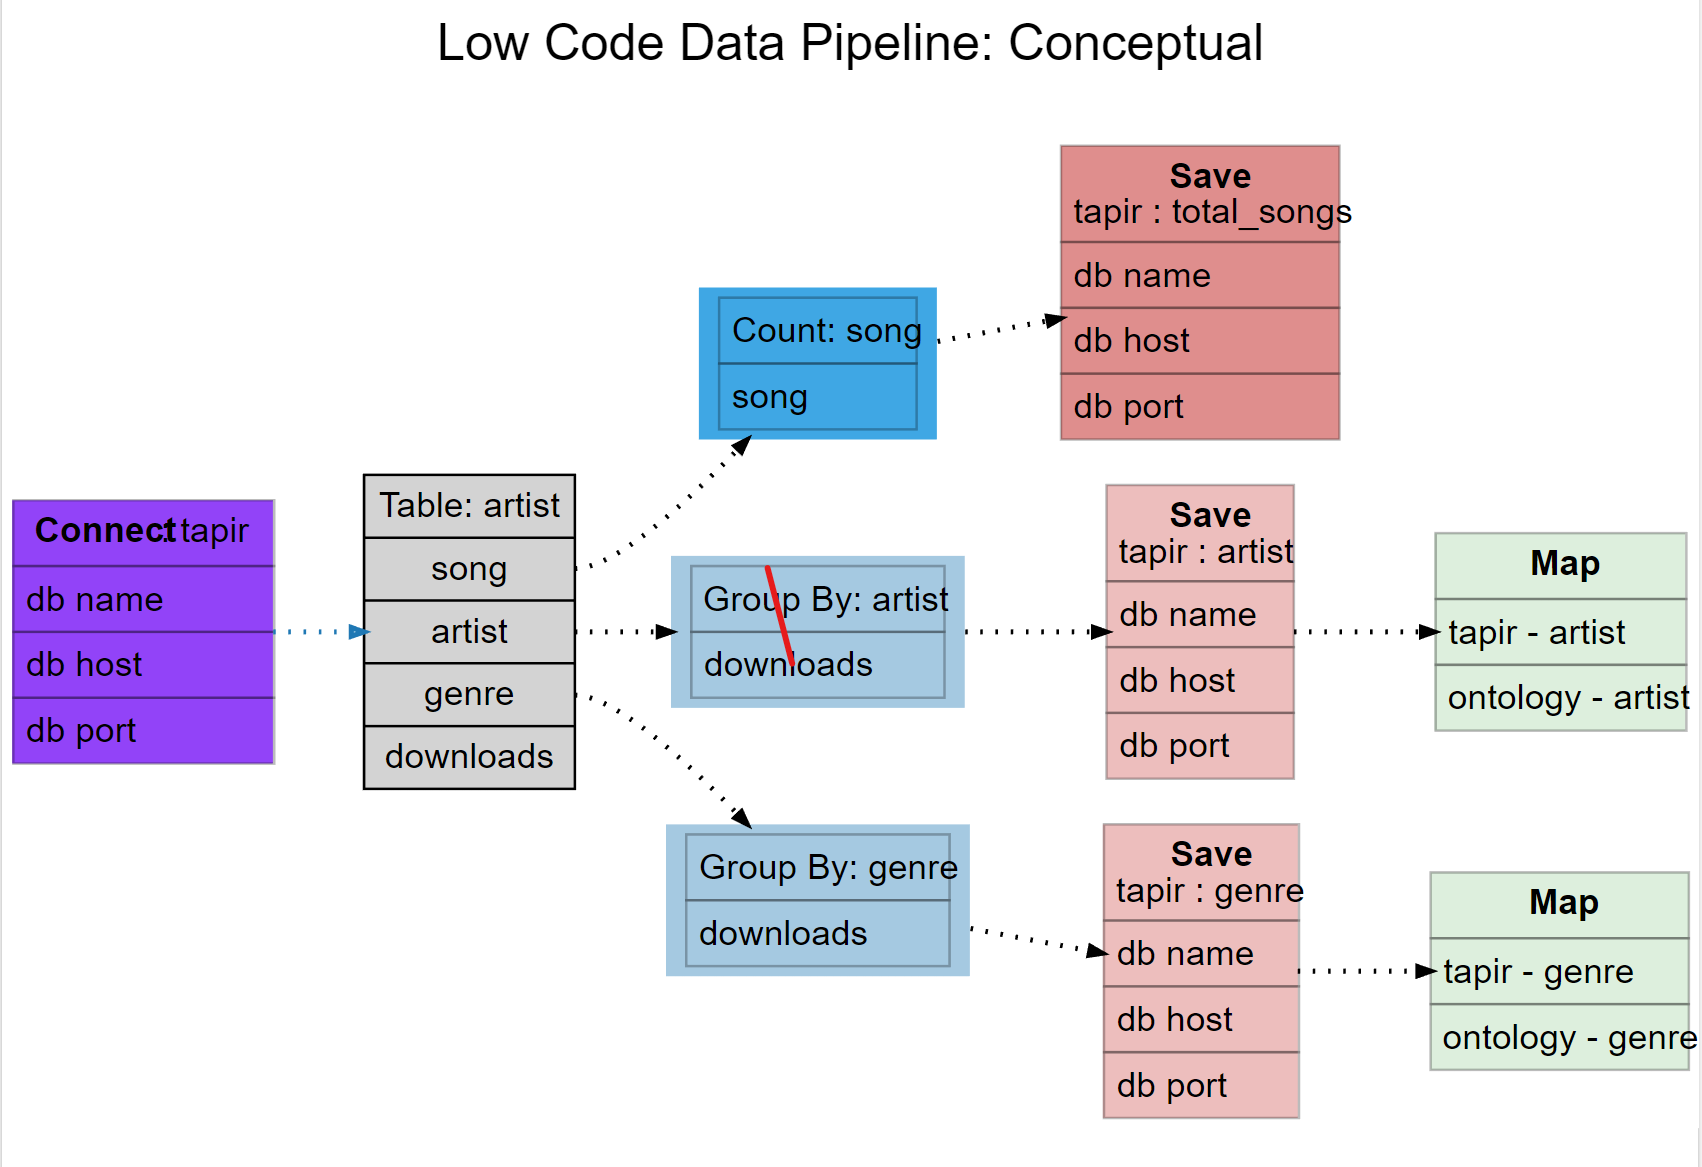 Low Code Data Pipeline: Conceptual
Connect: tapir
db name
db host
db port
Table: artist
song
artist
genre
downloads
Count: song
song
Save
tapir : total_songs
db name
db host
db port
Group By: artist
downloads
Save
tapir : artist
db name
db host
db port
Map
tapir - artist
ontology - artist
Group By: genre
downloads
Save
tapir : genre
db name
db host
db port
Map
tapir - genre
ontology - genre